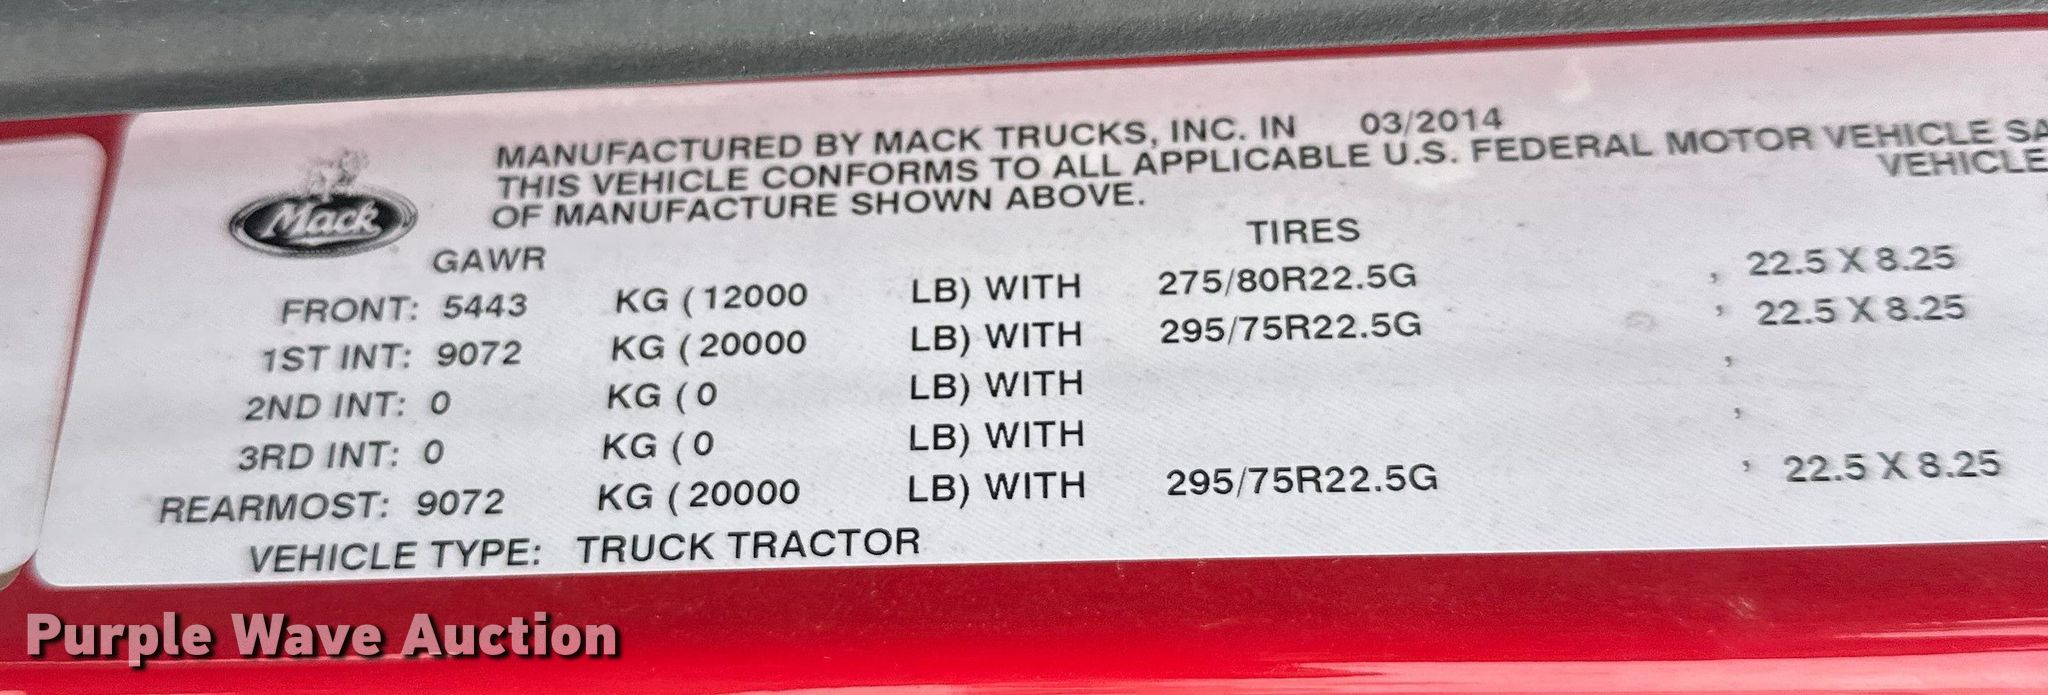 MANUFACTURED BY MACK TRUCKS, INC. IN 03/2014
THIS VEHICLE CONFORMS TO ALL APPLICABLE U.S. FEDERAL MOTOR VEHICLE SA
VEHICLE
OF MANUFACTURE SHOWN ABOVE.
Mack
GAWR TIRES
FRONT: 5443 KG (12000 LB) WITH 275/80R22.5G , 22.5 X 8.25
1ST INT: 9072 KG (20000 LB) WITH 295/75R22.5G , 22.5 X 8.25
2ND INT: 0 KG (0 LB) WITH ,
3RD INT: 0 KG (0 LB) WITH ,
REARMOST: 9072 KG (20000 LB) WITH 295/75R22.5G , 22.5 X 8.25
VEHICLE TYPE: TRUCK TRACTOR
Purple Wave Auction